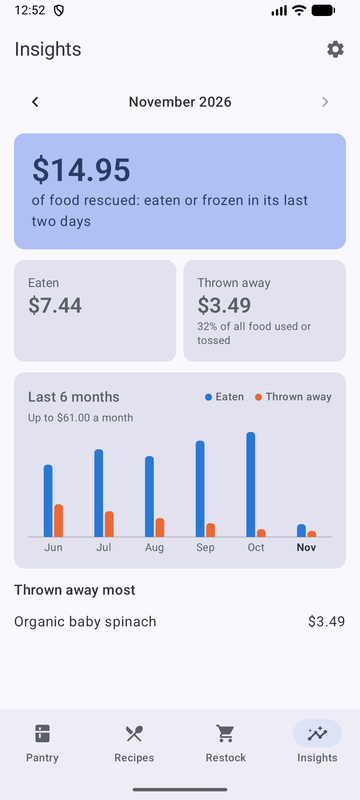 12:52
Insights
November 2026
$14.95
of food rescued: eaten or frozen in its last
two days
Eaten
$7.44
Thrown away
$3.49
32% of all food used or
tossed
Last 6 months
Eaten
Thrown away
Up to $61.00 a month
Jun
Jul
Aug
Sep
Oct
Nov
Thrown away most
Organic baby spinach
$3.49
Pantry
Recipes
Restock
Insights